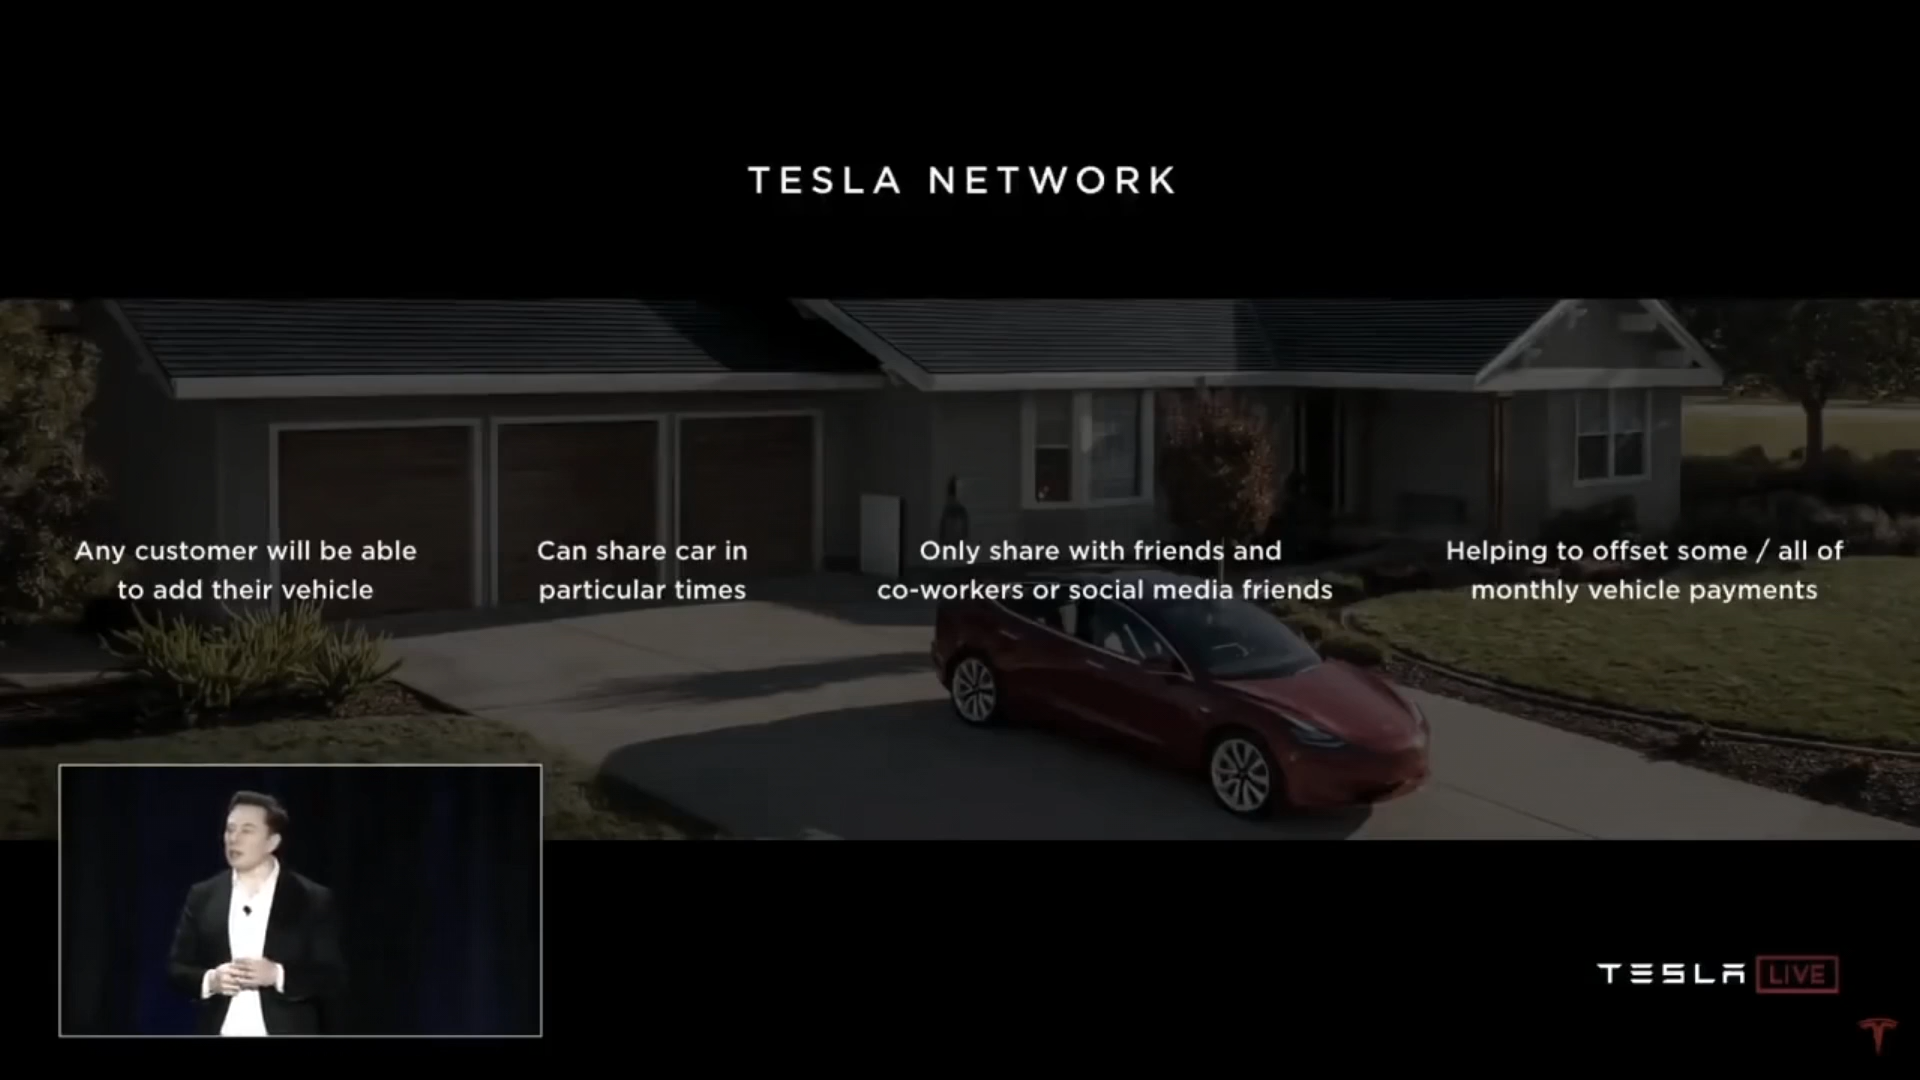 TESLA NETWORK
Any customer will be able
to add their vehicle
Can share car in
particular times
Only share with friends and
co-workers or social media friends
Helping to offset some / all of
monthly vehicle payments
TESLA LIVE